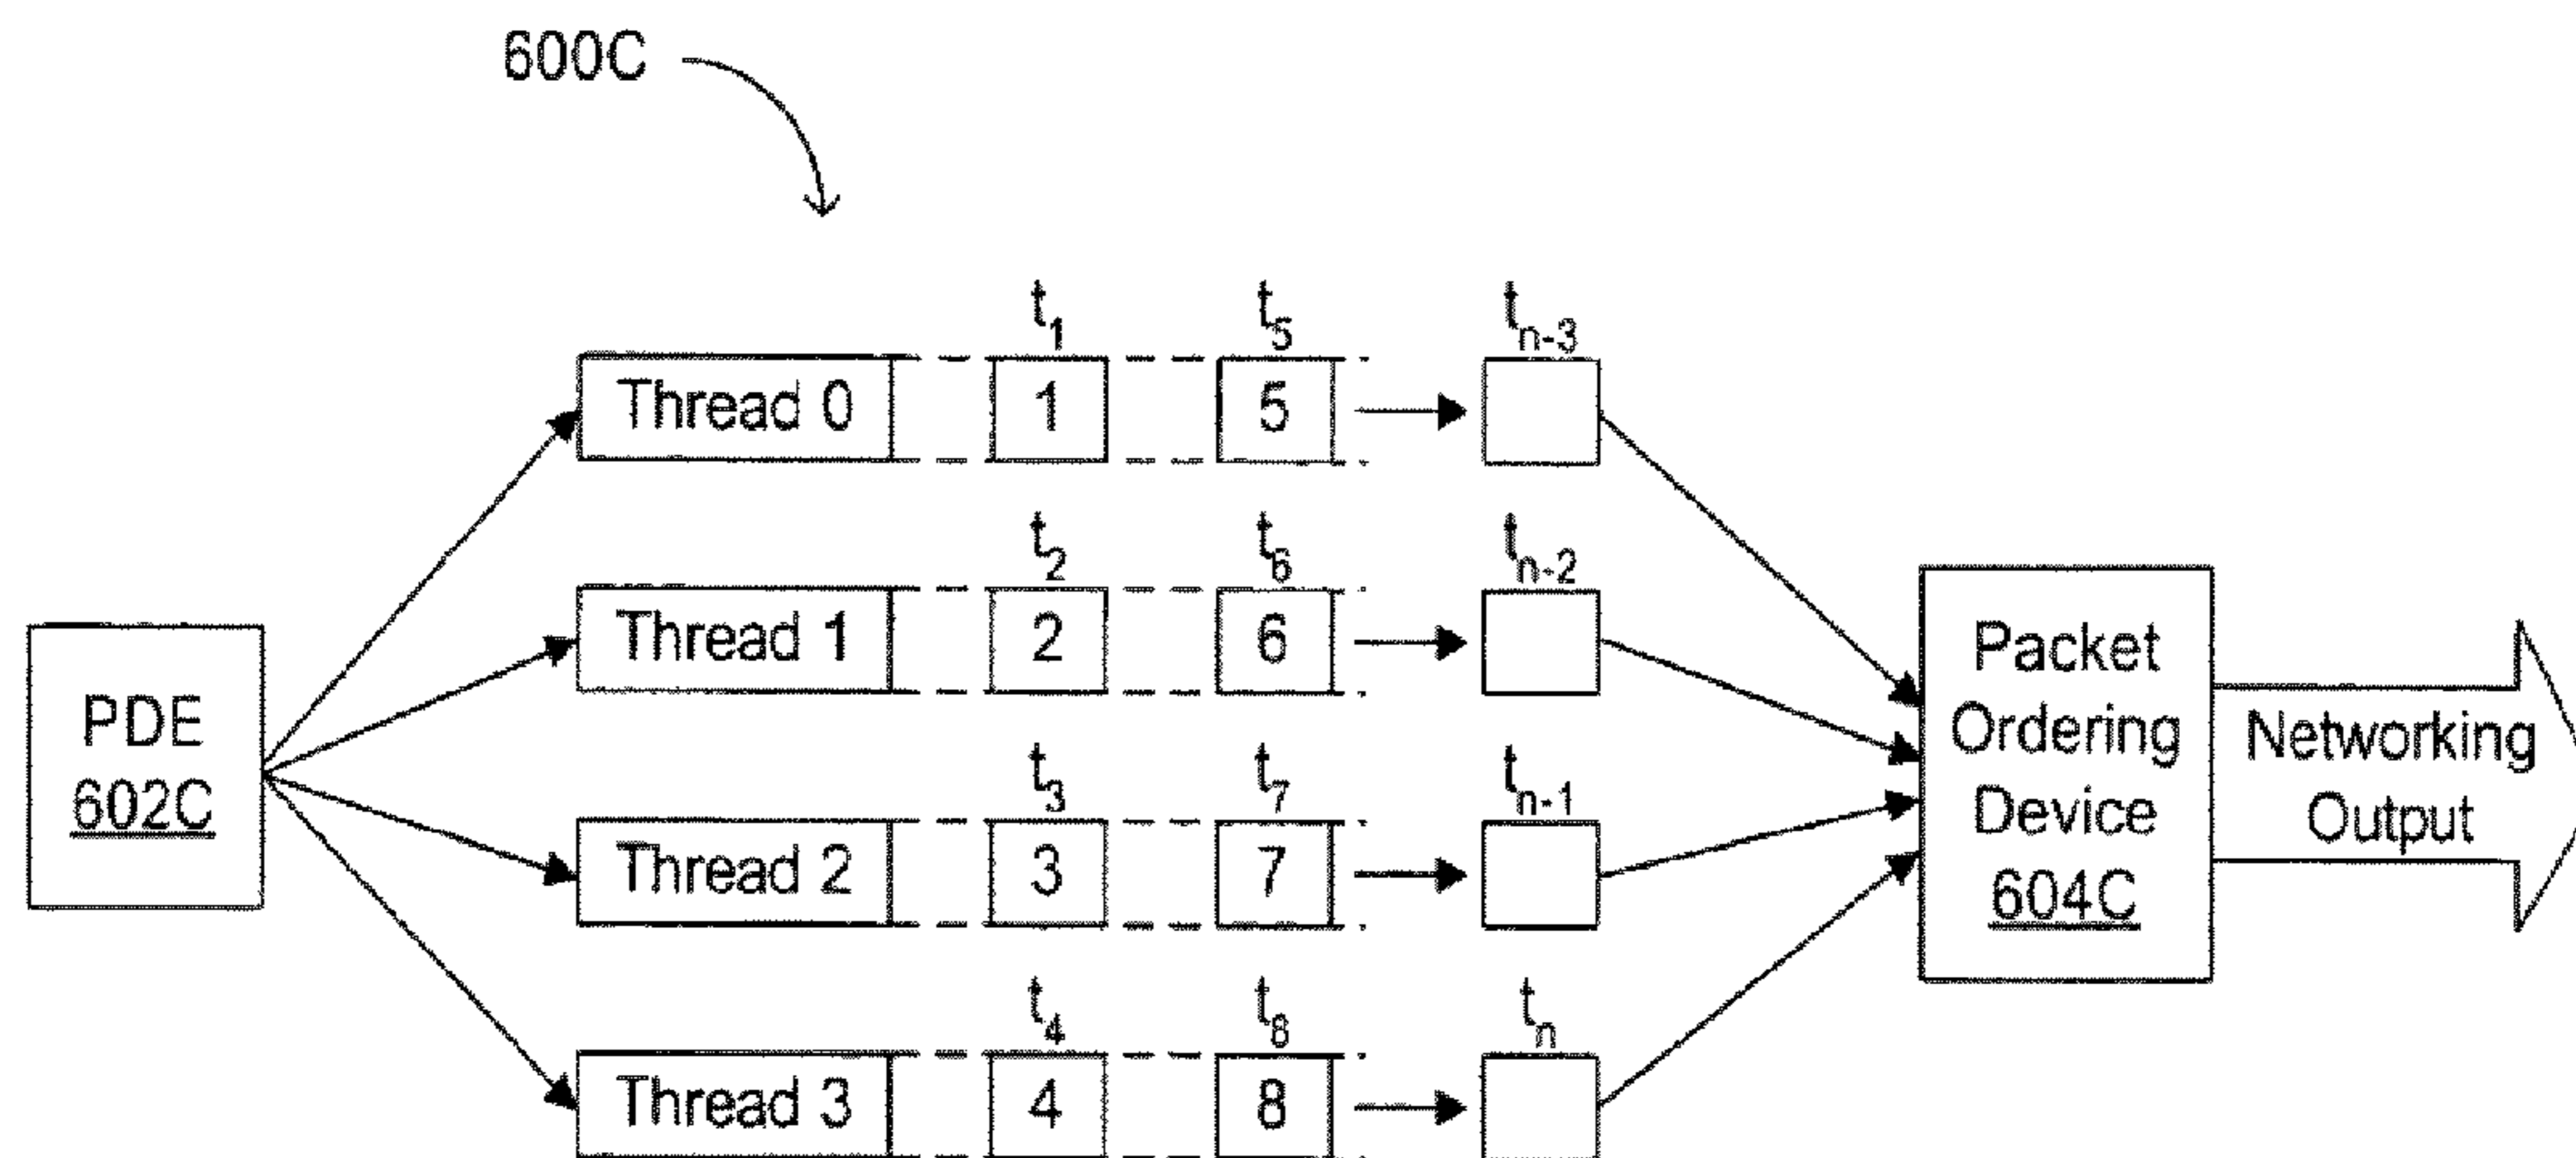 600C
t1 t5 tn-3
Thread 0 1 5
t2 t6 tn-2
Thread 1 2 6
t3 t7 tn-1
Thread 2 3 7
t4 t8 tn
Thread 3 4 8
PDE
602C
Packet
Ordering
Device
604C
Networking
Output